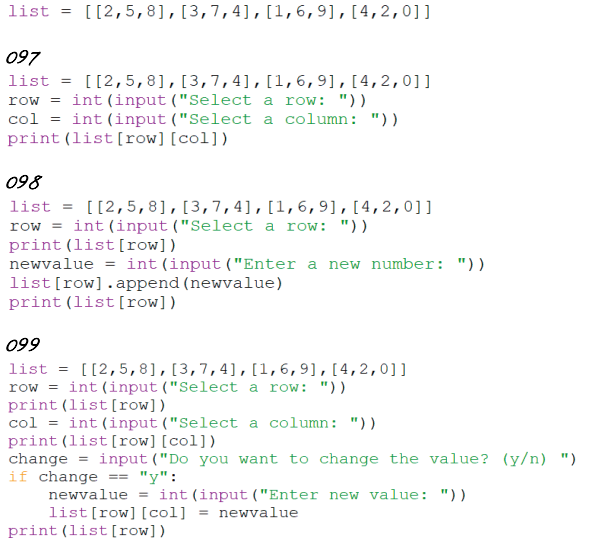 list = [[2,5,8],[3,7,4],[1,6,9],[4,2,0]]
097
list = [[2,5,8],[3,7,4],[1,6,9],[4,2,0]]
row = int(input("Select a row: "))
col = int(input("Select a column: "))
print(list[row][col])
098
list = [[2,5,8],[3,7,4],[1,6,9],[4,2,0]]
row = int(input("Select a row: "))
print(list[row])
newvalue = int(input("Enter a new number: "))
list[row].append(newvalue)
print(list[row])
099
list = [[2,5,8],[3,7,4],[1,6,9],[4,2,0]]
row = int(input("Select a row: "))
print(list[row])
col = int(input("Select a column: "))
print(list[row][col])
change = input("Do you want to change the value? (y/n) ")
if change == "y":
    newvalue = int(input("Enter new value: "))
    list[row][col] = newvalue
print(list[row])